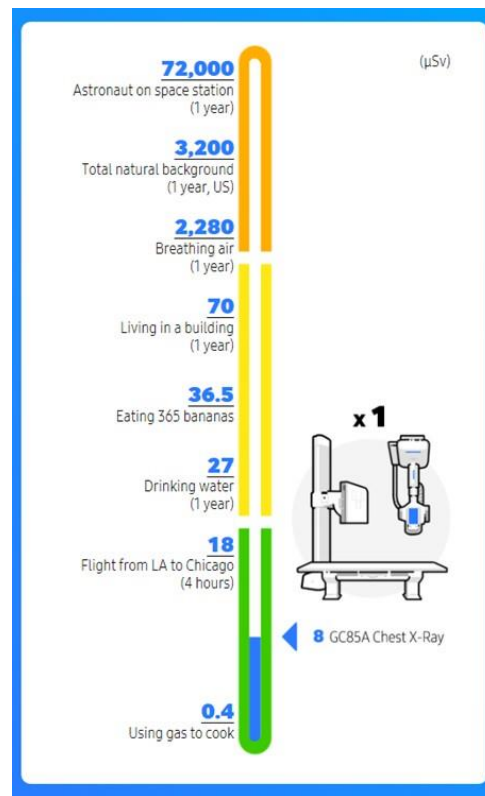 (µSv)
72,000
Astronaut on space station
(1 year)
3,200
Total natural background
(1 year, US)
2,280
Breathing air
(1 year)
70
Living in a building
(1 year)
36.5
Eating 365 bananas
x 1
27
Drinking water
(1 year)
18
Flight from LA to Chicago
(4 hours)
8 GC85A Chest X-Ray
0.4
Using gas to cook